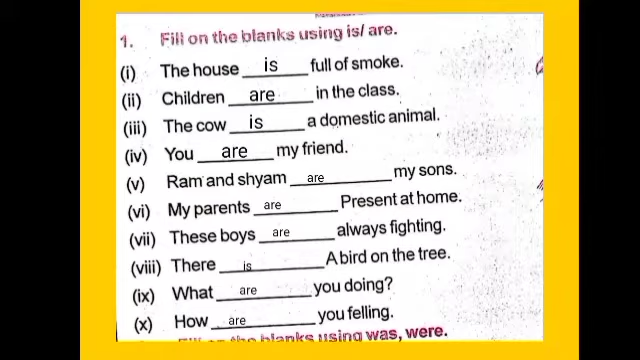 1. Fill on the blanks using is/ are.
(i) The house is full of smoke.
(ii) Children are in the class.
(iii) The cow is a domestic animal.
(iv) You are my friend.
(v) Ram and shyam are my sons.
(vi) My parents are Present at home.
(vii) These boys are always fighting.
(viii) There is A bird on the tree.
(ix) What are you doing?
(x) How are you felling.
Fill on the blanks using was, were.